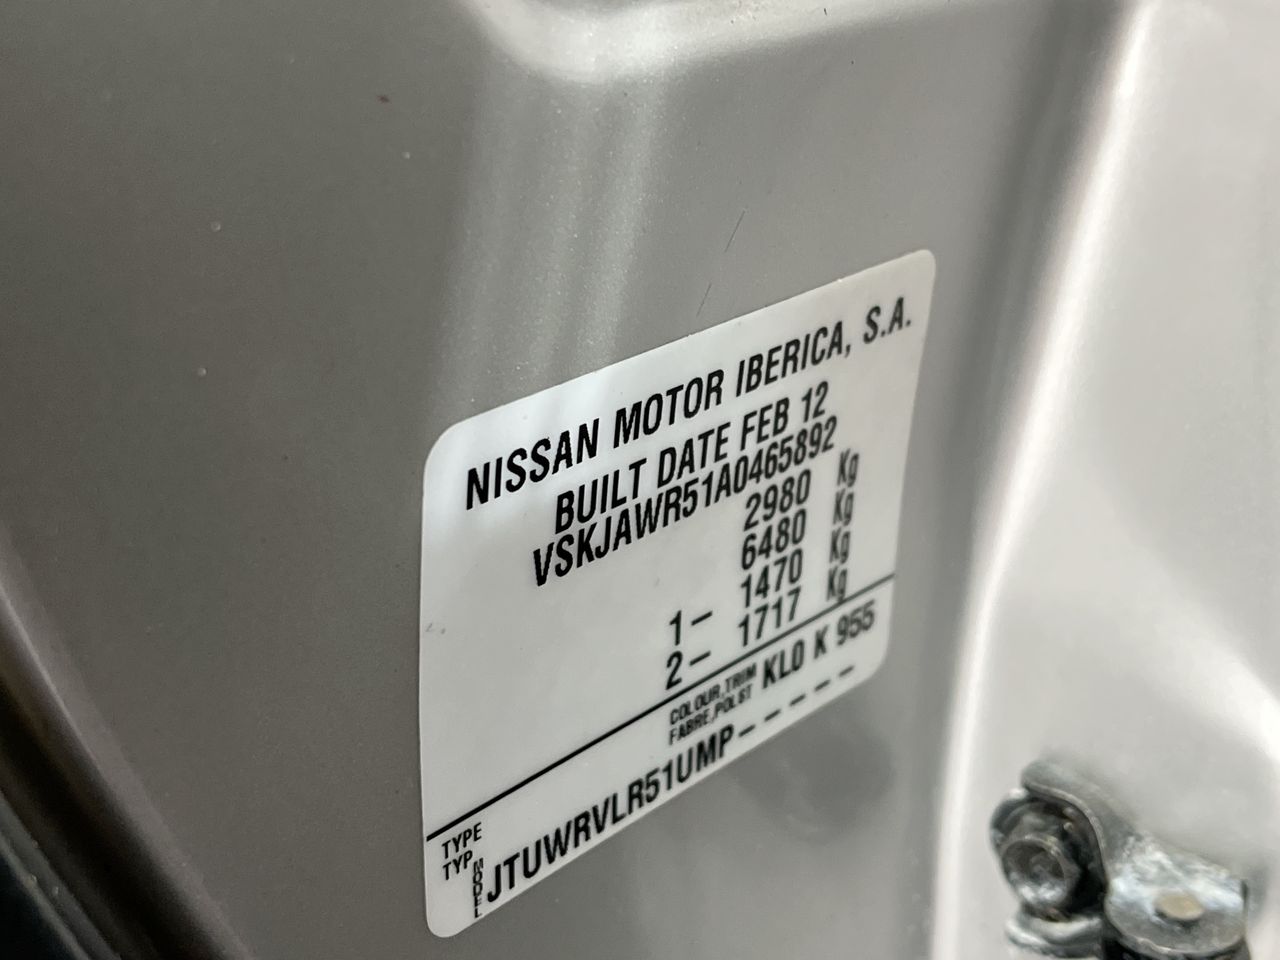 NISSAN MOTOR IBERICA, S.A.
BUILT DATE FEB 12
VSKJAWR51A0465892
2980 Kg
6480 Kg
1- 1470 Kg
2- 1717 Kg
COLOUR,TRIM
FABRE,POLST
KL0 K 955
TYPE
TYP
MODEL
JTUWRVLR51UMP-----